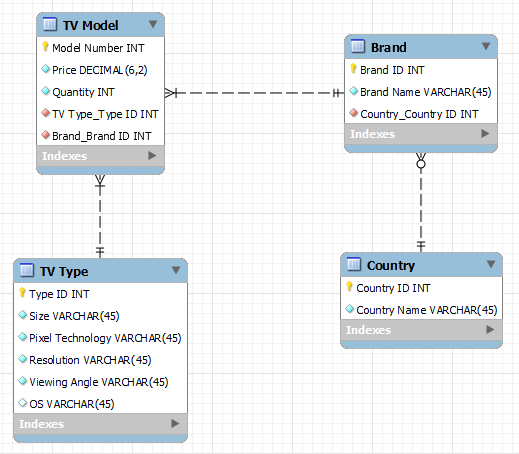 TV Model
Model Number INT
Price DECIMAL(6,2)
Quantity INT
TV Type_Type ID INT
Brand_Brand ID INT
Indexes
Brand
Brand ID INT
Brand Name VARCHAR(45)
Country_Country ID INT
Indexes
TV Type
Type ID INT
Size VARCHAR(45)
Pixel Technology VARCHAR(45)
Resolution VARCHAR(45)
Viewing Angle VARCHAR(45)
OS VARCHAR(45)
Indexes
Country
Country ID INT
Country Name VARCHAR(45)
Indexes